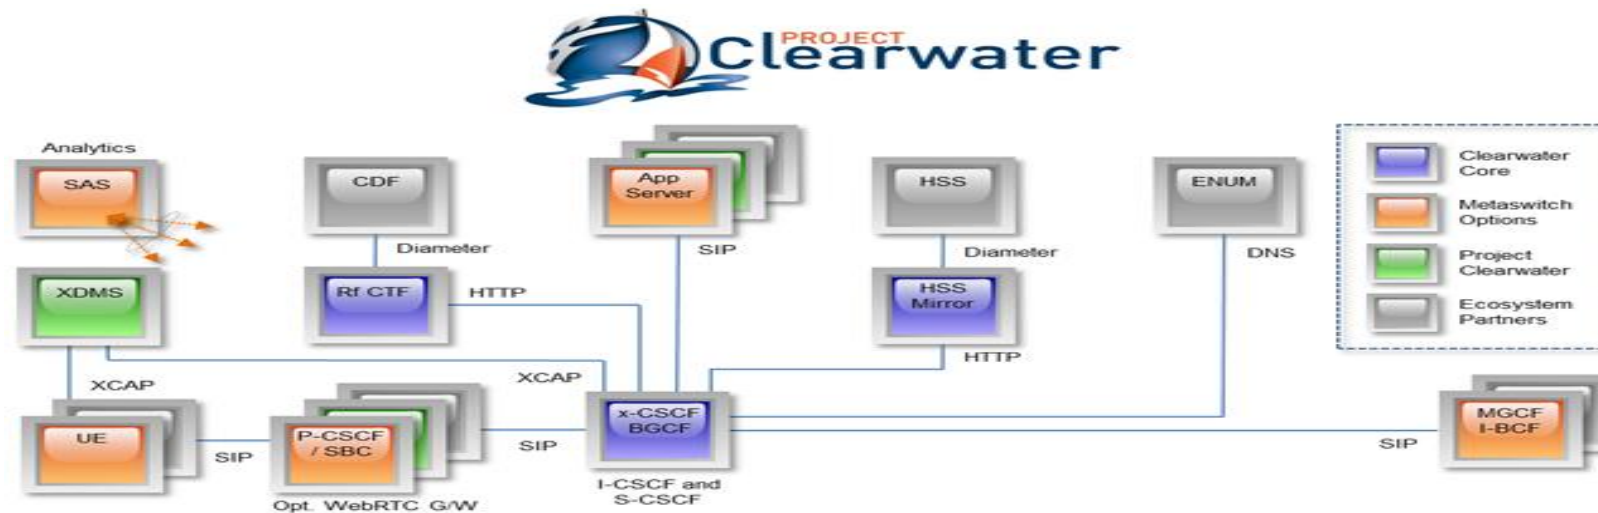 PROJECT
Clearwater
Analytics
SAS
CDF
App
Server
HSS
ENUM
Clearwater
Core
Metaswitch
Options
Project
Clearwater
Ecosystem
Partners
Diameter
SIP
Diameter
DNS
XDMS
Rf CTF
HTTP
HSS
Mirror
HTTP
XCAP
XCAP
UE
SIP
P-CSCF
/ SBC
SIP
x-CSCF
BGCF
SIP
MGCF
I-BCF
Opt. WebRTC G/W
I-CSCF and
S-CSCF